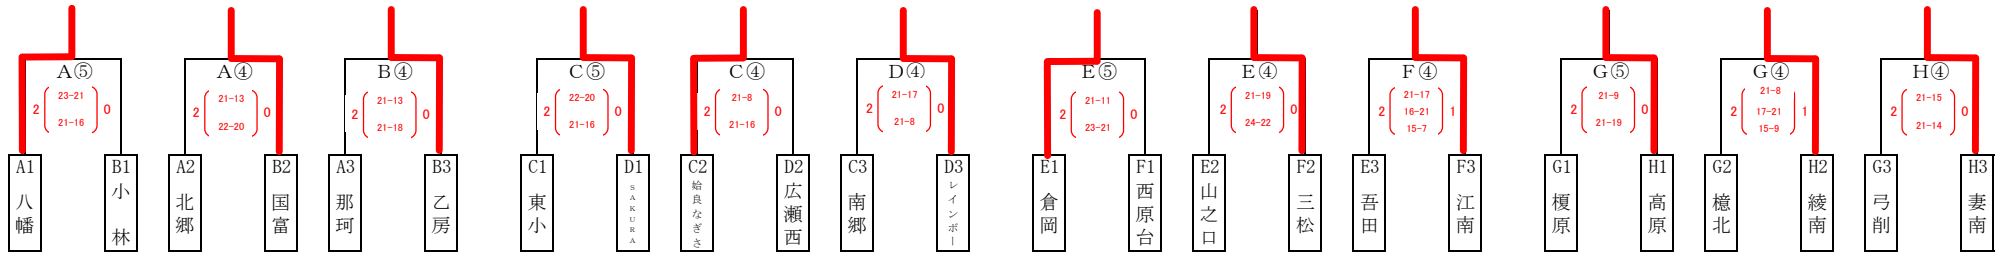 A⑤
2 23-21 0
21-16
A1 八幡
B1 小林
A④
2 21-13 0
22-20
A2 北郷
B2 国富
B④
2 21-13 0
21-18
A3 那珂
B3 乙房
C⑤
2 22-20 0
21-16
C1 東小
D1 SAKURA
C④
2 21-8 0
21-16
C2 姶良なぎさ
D2 広瀬西
D④
2 21-17 0
21-8
C3 南郷
D3 レインボー
E⑤
2 21-11 0
23-21
E1 倉岡
F1 西原台
E④
2 21-19 0
24-22
E2 山之口
F2 三松
F④
21-17
2 16-21 1
15-7
E3 吾田
F3 江南
G⑤
2 21-9 0
21-19
G1 榎原
H1 高原
G④
21-8
2 17-21 1
15-9
G2 檍北
H2 綾南
H④
2 21-15 0
21-14
G3 弓削
H3 妻南